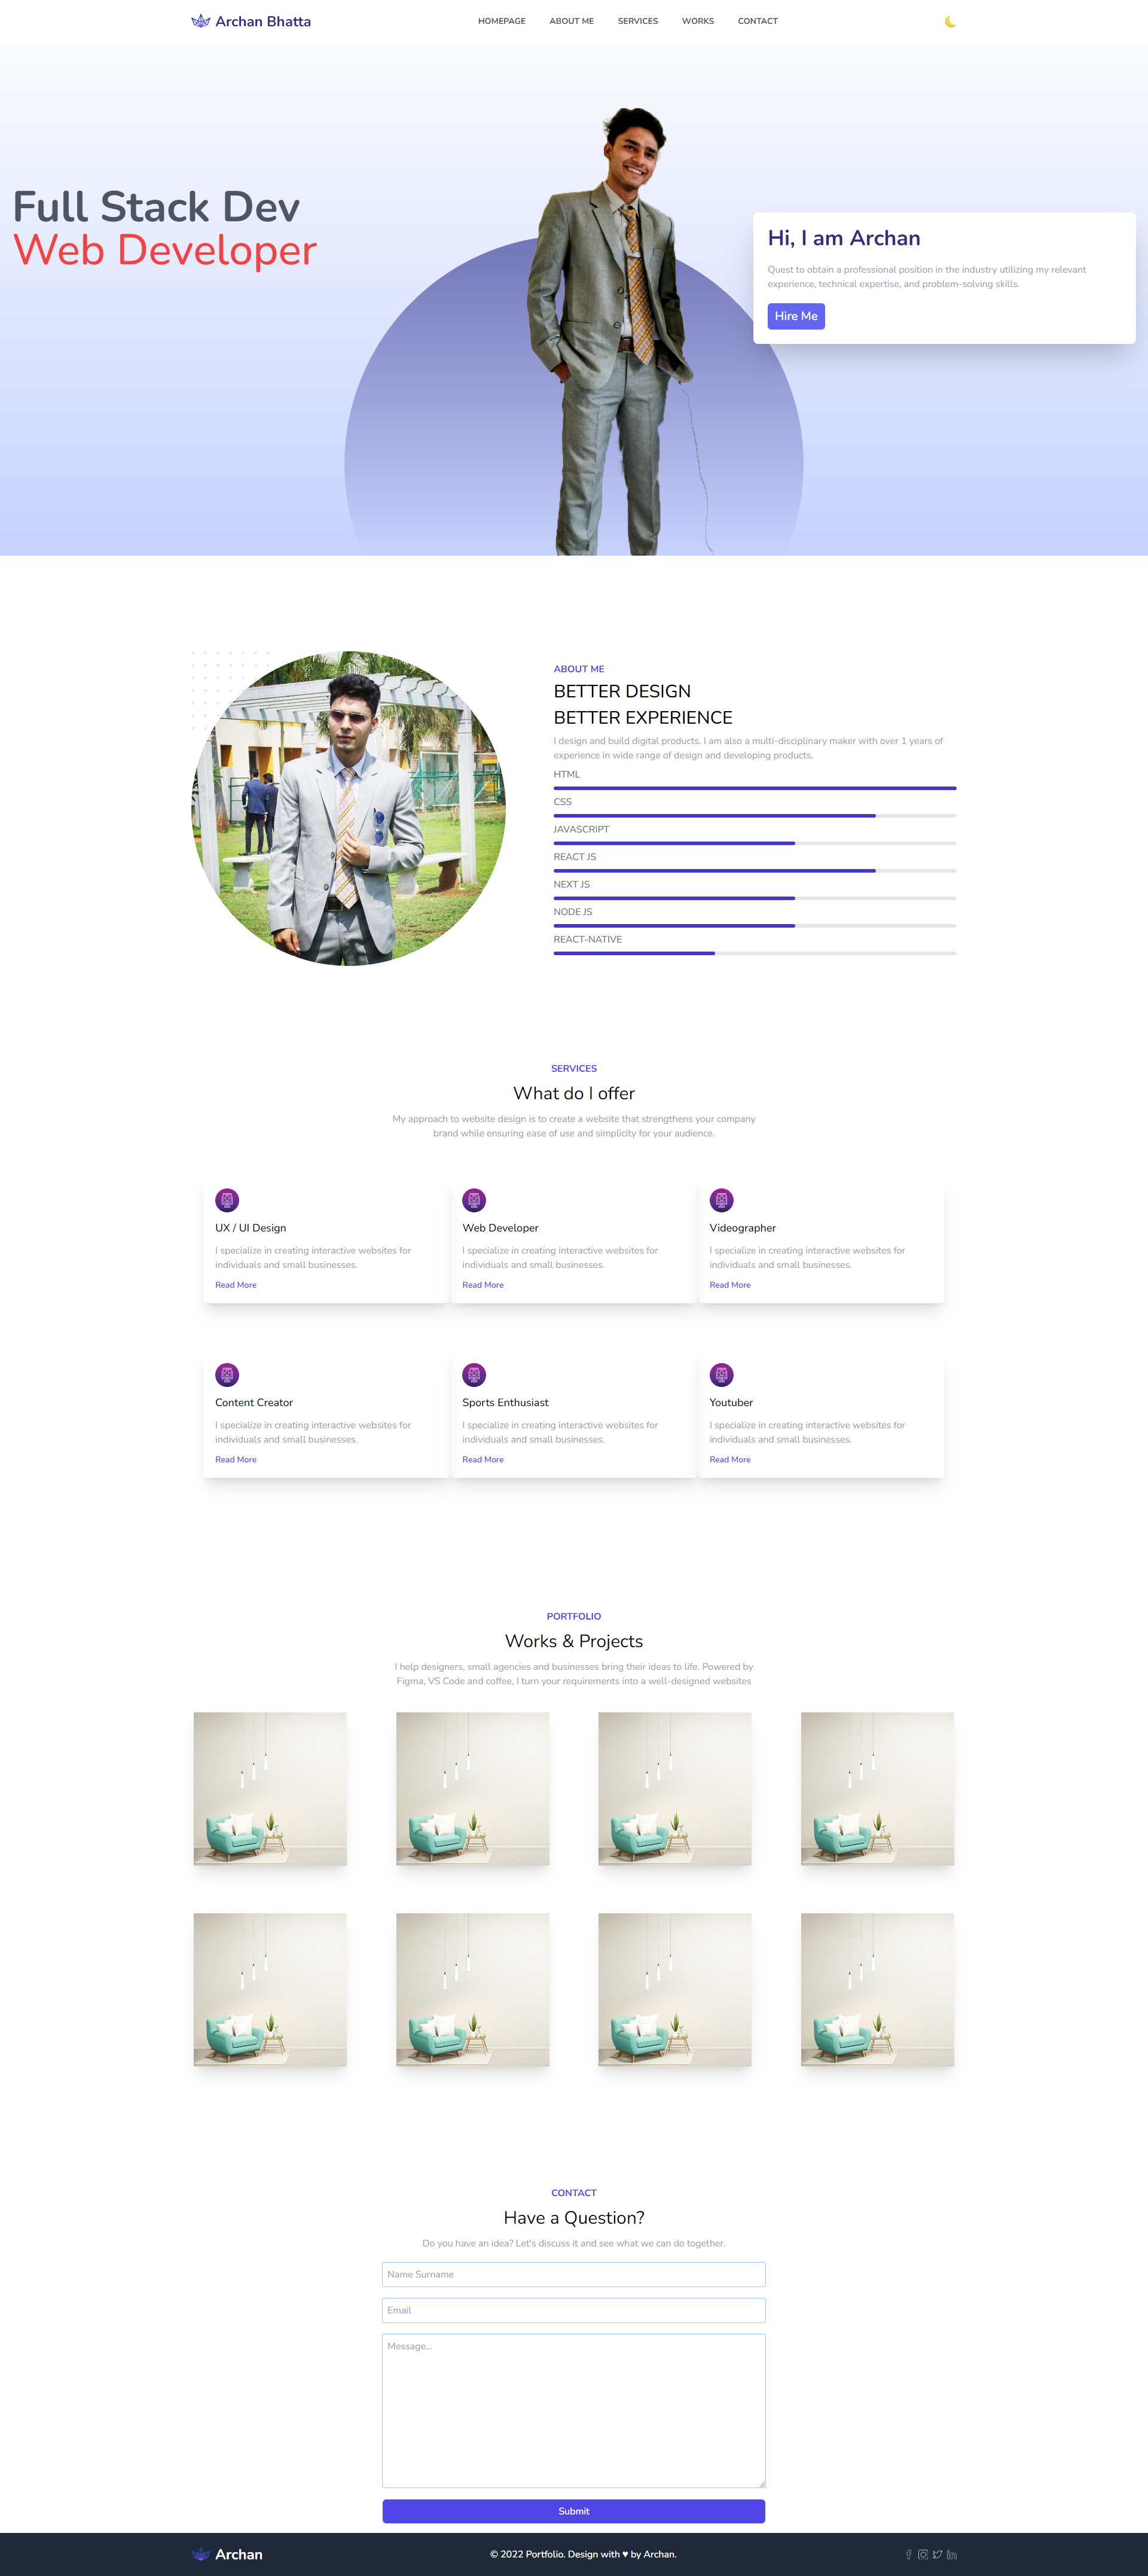 Archan Bhatta
HOMEPAGE
ABOUT ME
SERVICES
WORKS
CONTACT
Full Stack Dev
Web Developer
Hi, I am Archan
Quest to obtain a professional position in the industry utilizing my relevant
experience, technical expertise, and problem-solving skills.
Hire Me
ABOUT ME
BETTER DESIGN
BETTER EXPERIENCE
I design and build digital products. I am also a multi-disciplinary maker with over 1 years of
experience in wide range of design and developing products.
HTML
CSS
JAVASCRIPT
REACT JS
NEXT JS
NODE JS
REACT-NATIVE
SERVICES
What do I offer
My approach to website design is to create a website that strengthens your company
brand while ensuring ease of use and simplicity for your audience.
UX / UI Design
I specialize in creating interactive websites for
individuals and small businesses.
Read More
Web Developer
I specialize in creating interactive websites for
individuals and small businesses.
Read More
Videographer
I specialize in creating interactive websites for
individuals and small businesses.
Read More
Content Creator
I specialize in creating interactive websites for
individuals and small businesses.
Read More
Sports Enthusiast
I specialize in creating interactive websites for
individuals and small businesses.
Read More
Youtuber
I specialize in creating interactive websites for
individuals and small businesses.
Read More
PORTFOLIO
Works & Projects
I help designers, small agencies and businesses bring their ideas to life. Powered by
Figma, VS Code and coffee, I turn your requirements into a well-designed websites
CONTACT
Have a Question?
Do you have an idea? Let's discuss it and see what we can do together.
Name Surname
Email
Message...
Submit
Archan
© 2022 Portfolio. Design with ♥ by Archan.